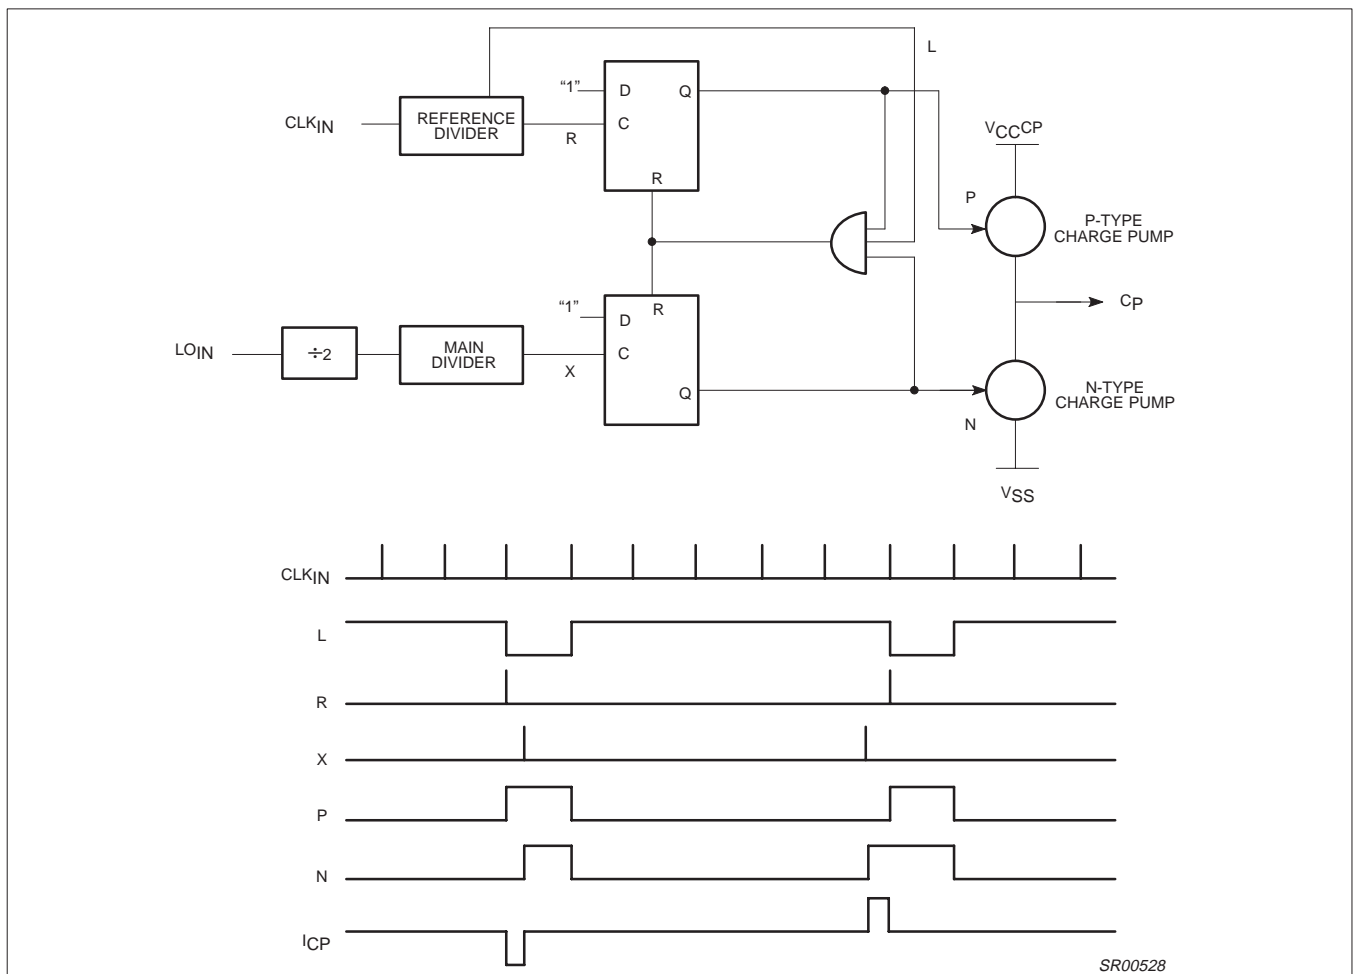 L
"1"
D
Q
CLKIN
REFERENCE
DIVIDER
C
R
R
VCCCP
P
P-TYPE
CHARGE PUMP
"1"
R
D
CP
LOIN
÷2
MAIN
DIVIDER
C
X
Q
N-TYPE
CHARGE PUMP
N
VSS
CLKIN
L
R
X
P
N
ICP
SR00528